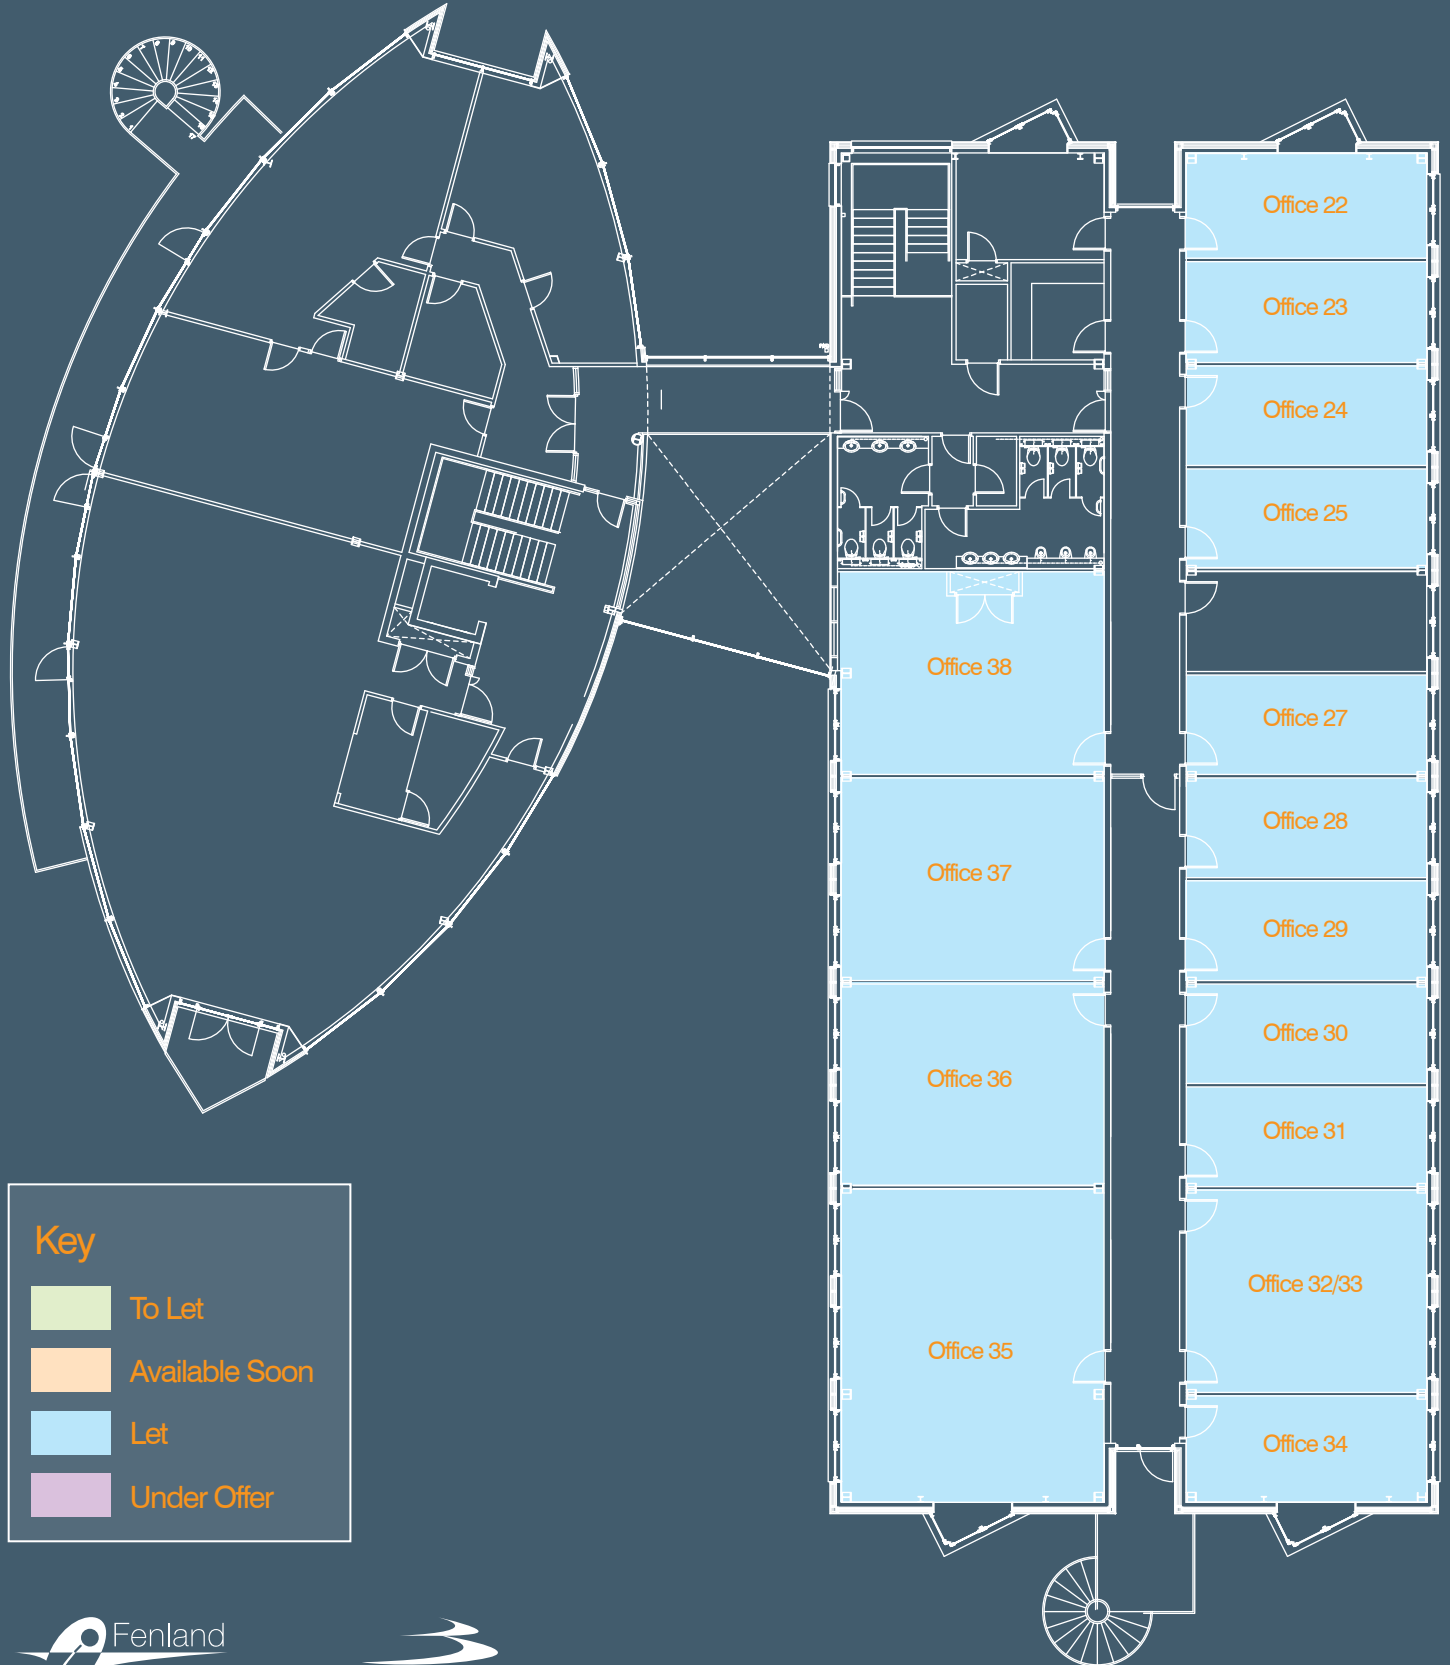 Office 22
Office 23
Office 24
Office 25
Office 38
Office 27
Office 28
Office 37
Office 29
Office 30
Office 36
Office 31
Office 32/33
Office 35
Office 34
Key
To Let
Available Soon
Let
Under Offer
Fenland